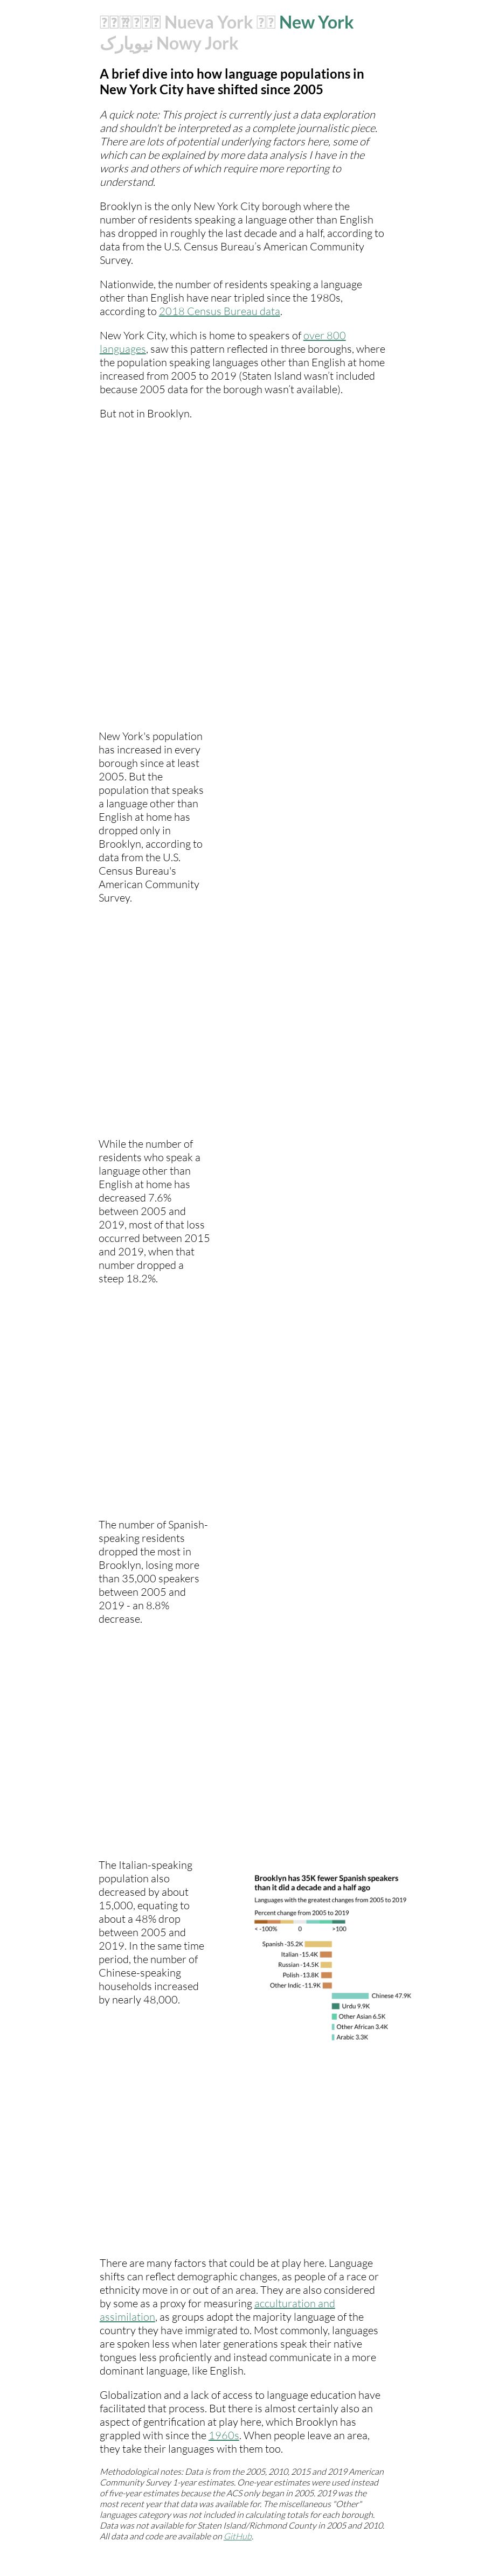 Nueva York New York
نیویارک Nowy Jork
A brief dive into how language populations in
New York City have shifted since 2005
A quick note: This project is currently just a data exploration
and shouldn't be interpreted as a complete journalistic piece.
There are lots of potential underlying factors here, some of
which can be explained by more data analysis I have in the
works and others of which require more reporting to
understand.
Brooklyn is the only New York City borough where the
number of residents speaking a language other than English
has dropped in roughly the last decade and a half, according to
data from the U.S. Census Bureau's American Community
Survey.
Nationwide, the number of residents speaking a language
other than English have near tripled since the 1980s,
according to 2018 Census Bureau data.
New York City, which is home to speakers of over 800
languages, saw this pattern reflected in three boroughs, where
the population speaking languages other than English at home
increased from 2005 to 2019 (Staten Island wasn't included
because 2005 data for the borough wasn't available).
But not in Brooklyn.
New York's population
has increased in every
borough since at least
2005. But the
population that speaks
a language other than
English at home has
dropped only in
Brooklyn, according to
data from the U.S.
Census Bureau's
American Community
Survey.
While the number of
residents who speak a
language other than
English at home has
decreased 7.6%
between 2005 and
2019, most of that loss
occurred between 2015
and 2019, when that
number dropped a
steep 18.2%.
The number of Spanish-
speaking residents
dropped the most in
Brooklyn, losing more
than 35,000 speakers
between 2005 and
2019 - an 8.8%
decrease.
The Italian-speaking
population also
decreased by about
15,000, equating to
about a 48% drop
between 2005 and
2019. In the same time
period, the number of
Chinese-speaking
households increased
by nearly 48,000.
Brooklyn has 35K fewer Spanish speakers
than it did a decade and a half ago
Languages with the greatest changes from 2005 to 2019
Percent change from 2005 to 2019
< -100% 0 >100
Spanish -35.2K
Italian -15.4K
Russian -14.5K
Polish -13.8K
Other Indic -11.9K
Chinese 47.9K
Urdu 9.9K
Other Asian 6.5K
Other African 3.4K
Arabic 3.3K
There are many factors that could be at play here. Language
shifts can reflect demographic changes, as people of a race or
ethnicity move in or out of an area. They are also considered
by some as a proxy for measuring acculturation and
assimilation, as groups adopt the majority language of the
country they have immigrated to. Most commonly, languages
are spoken less when later generations speak their native
tongues less proficiently and instead communicate in a more
dominant language, like English.
Globalization and a lack of access to language education have
facilitated that process. But there is almost certainly also an
aspect of gentrification at play here, which Brooklyn has
grappled with since the 1960s. When people leave an area,
they take their languages with them too.
Methodological notes: Data is from the 2005, 2010, 2015 and 2019 American
Community Survey 1-year estimates. One-year estimates were used instead
of five-year estimates because the ACS only began in 2005. 2019 was the
most recent year that data was available for. The miscellaneous "Other"
languages category was not included in calculating totals for each borough.
Data was not available for Staten Island/Richmond County in 2005 and 2010.
All data and code are available on GitHub.